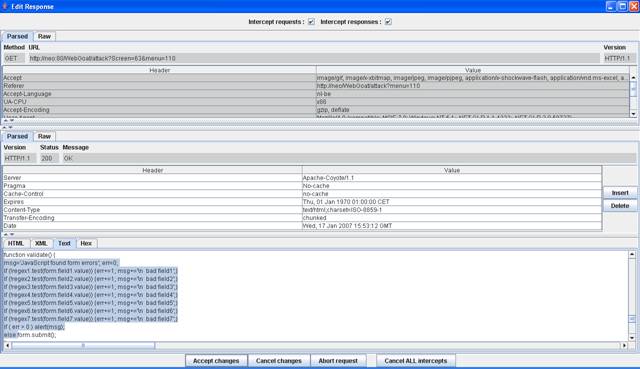 Edit Response
Intercept requests : Intercept responses :
Parsed Raw
Method URL Version
GET http://neo:80/WebGoat/attack?Screen=63&menu=110 HTTP/1.1
Header Value
Accept image/gif, image/x-xbitmap, image/jpeg, image/pjpeg, application/x-shockwave-flash, application/vnd.ms-excel, a...
Referer http://neo/WebGoat/attack?menu=110
Accept-Language nl-be
UA-CPU x86
Accept-Encoding gzip, deflate
Parsed Raw
Version Status Message
HTTP/1.1 200 OK
Header Value
Server Apache-Coyote/1.1
Pragma No-cache
Cache-Control no-cache
Expires Thu, 01 Jan 1970 01:00:00 CET
Content-Type text/html;charset=ISO-8859-1
Transfer-Encoding chunked
Date Wed, 17 Jan 2007 15:53:12 GMT
Insert
Delete
HTML XML Text Hex
function validate() {
msg='JavaScript found form errors'; err=0;
if (!regex1.test(form.field1.value)) {err+=1; msg+='\n bad field1';}
if (!regex2.test(form.field2.value)) {err+=1; msg+='\n bad field2';}
if (!regex3.test(form.field3.value)) {err+=1; msg+='\n bad field3';}
if (!regex4.test(form.field4.value)) {err+=1; msg+='\n bad field4';}
if (!regex5.test(form.field5.value)) {err+=1; msg+='\n bad field5';}
if (!regex6.test(form.field6.value)) {err+=1; msg+='\n bad field6';}
if (!regex7.test(form.field7.value)) {err+=1; msg+='\n bad field7';}
if ( err > 0 ) alert(msg);
else form.submit();
Accept changes Cancel changes Abort request Cancel ALL intercepts